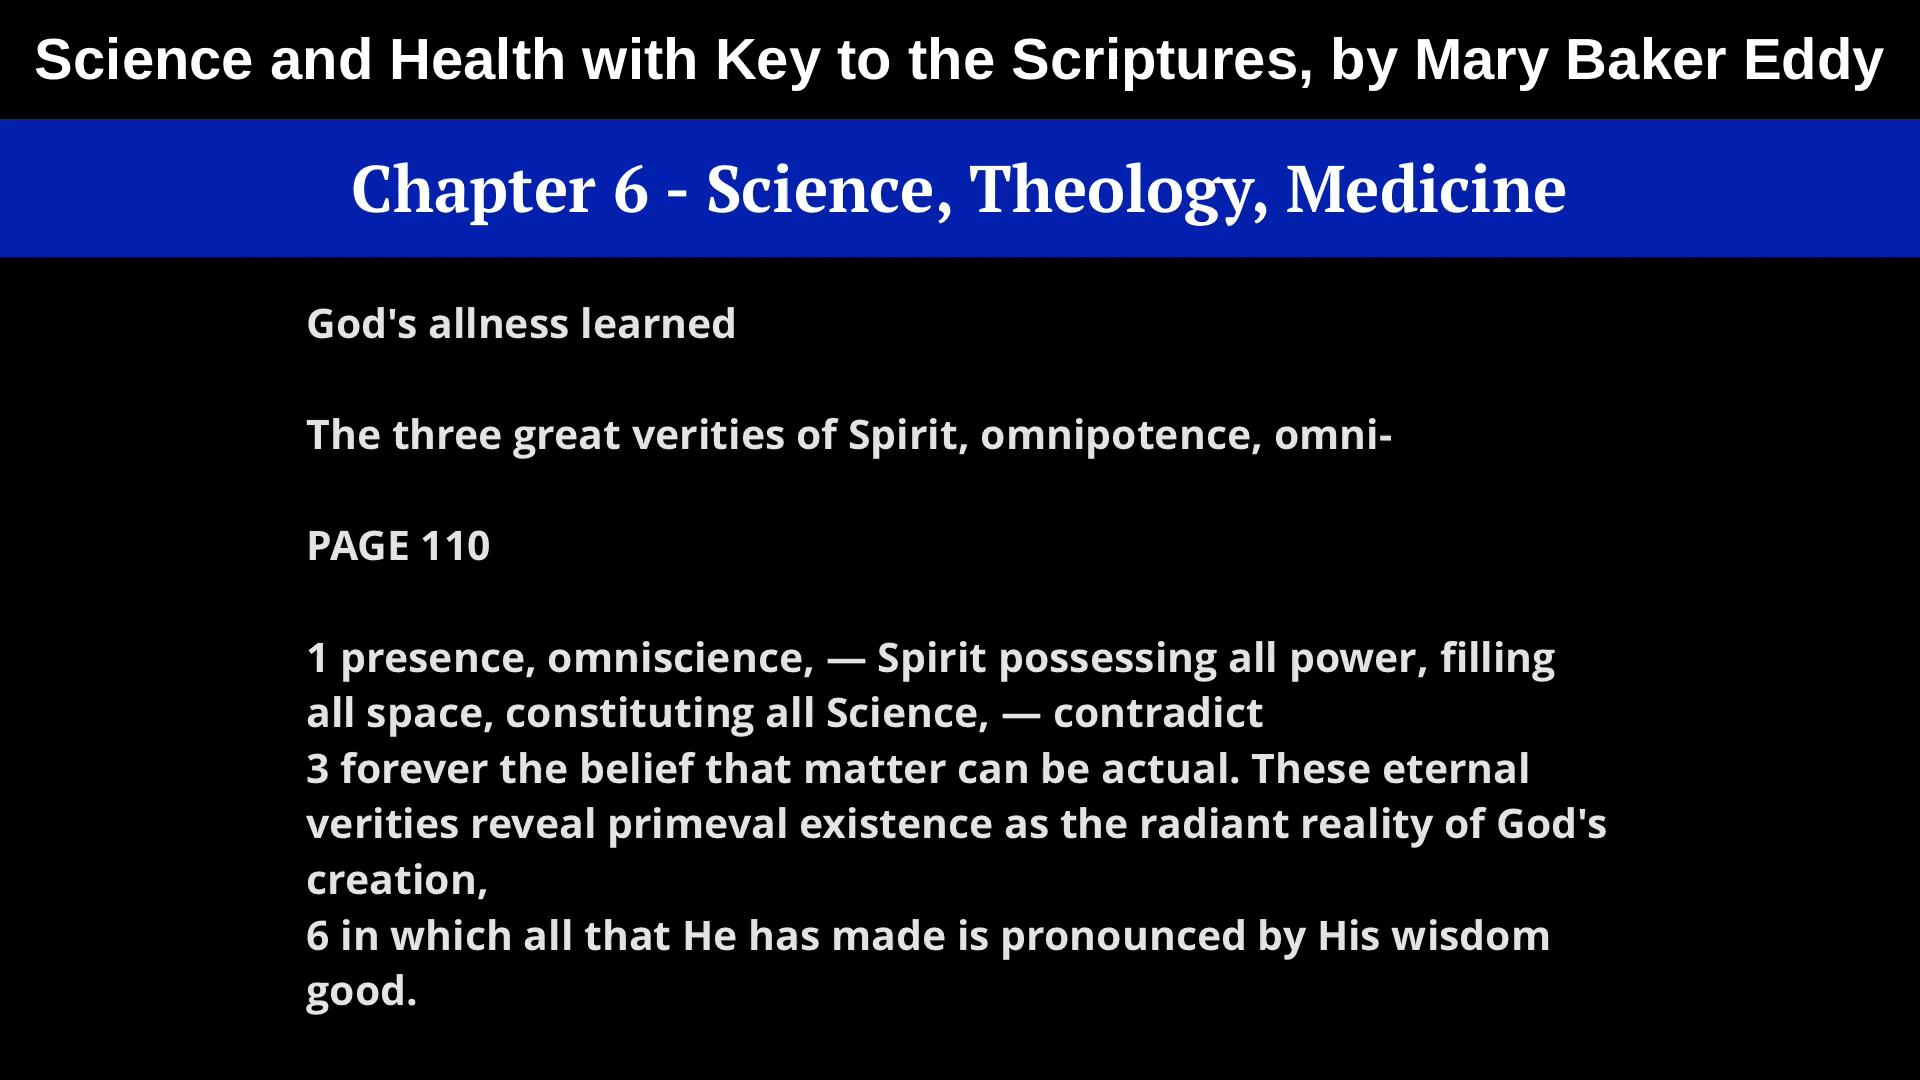 Science and Health with Key to the Scriptures, by Mary Baker Eddy
Chapter 6 - Science, Theology, Medicine
God's allness learned
The three great verities of Spirit, omnipotence, omni-
PAGE 110
1 presence, omniscience, — Spirit possessing all power, filling
all space, constituting all Science, — contradict
3 forever the belief that matter can be actual. These eternal
verities reveal primeval existence as the radiant reality of God's
creation,
6 in which all that He has made is pronounced by His wisdom
good.